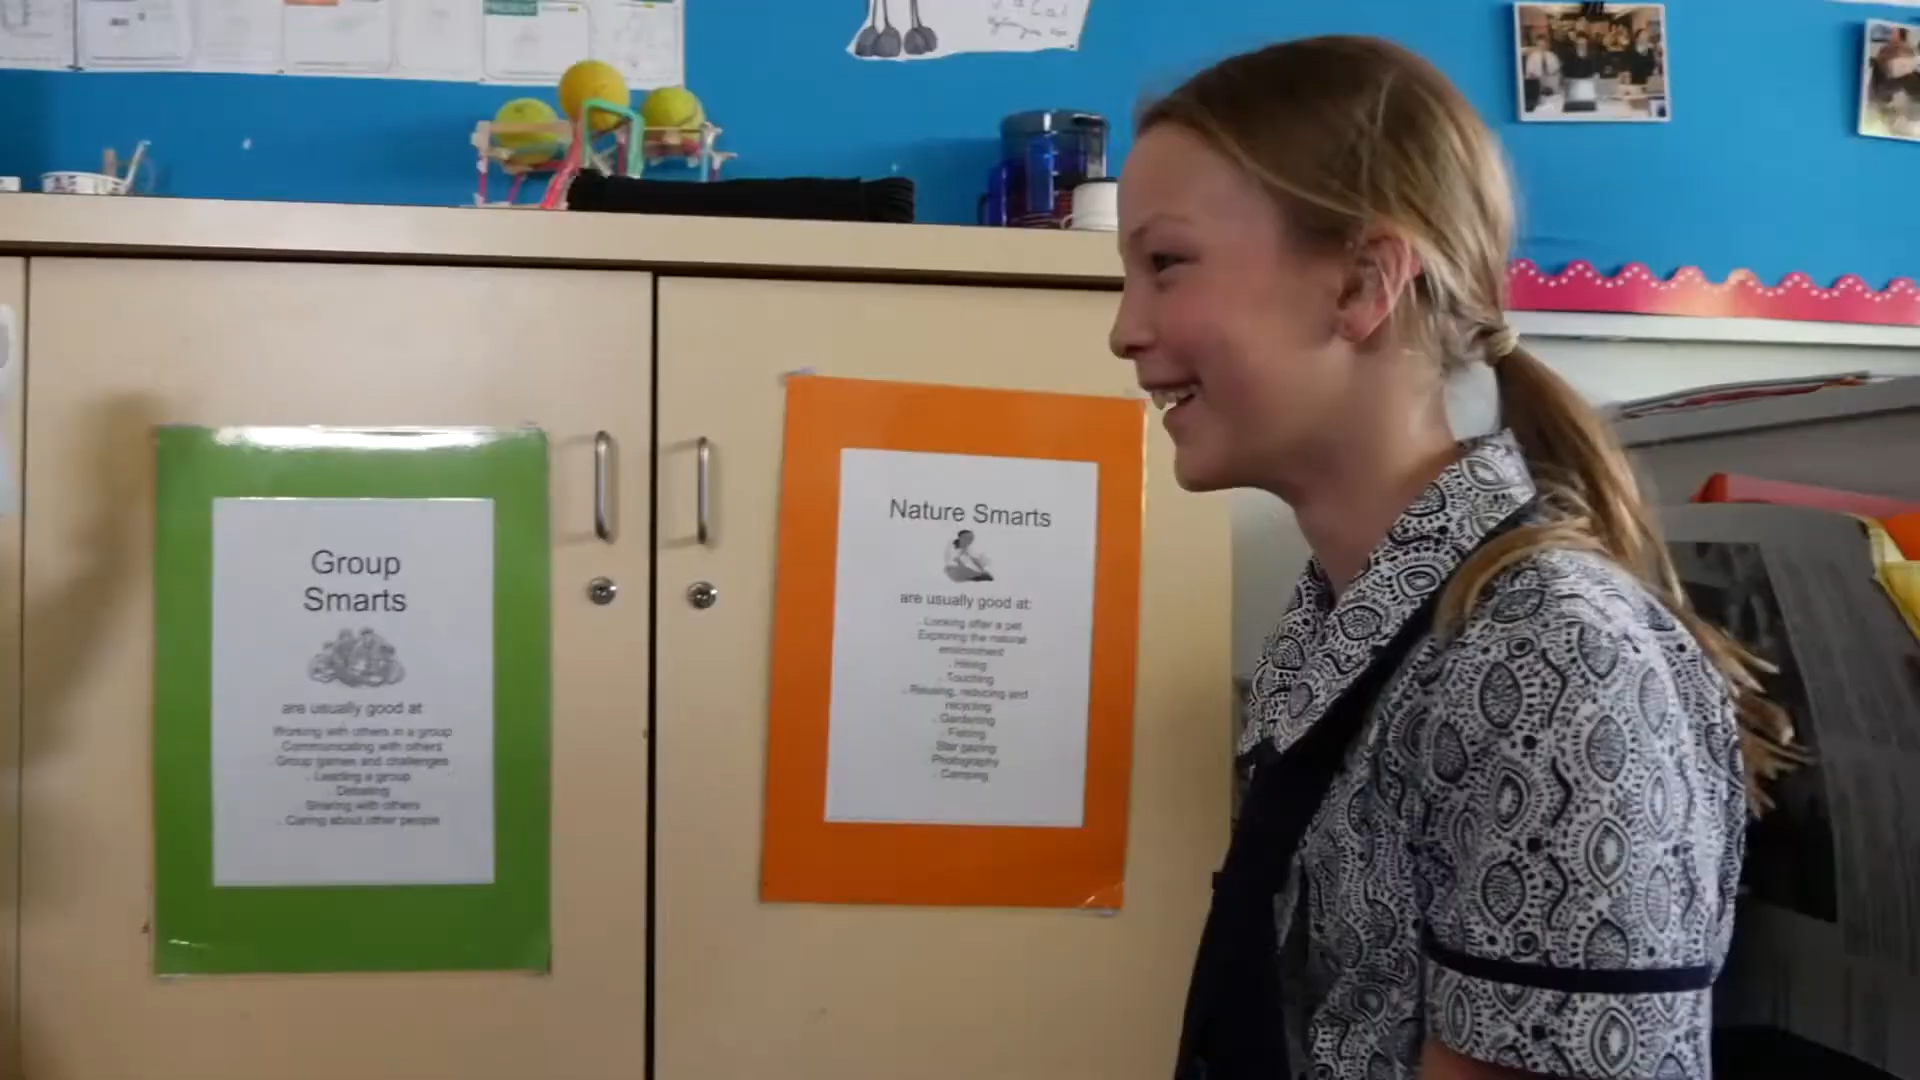 PRESENT
Group
Smarts
are usually good at
Working with others in a group
Communicating with others
Group games and challenges
- Leading a group
- Debating
- Sharing with others
- Caring about other people
Nature Smarts
are usually good at:
- Looking after a pet
Exploring the natural
environment
- Hiking
- Touching
- Reusing, reducing and
recycling
- Gardening
- Fishing
- Star gazing
Photography
- Camping